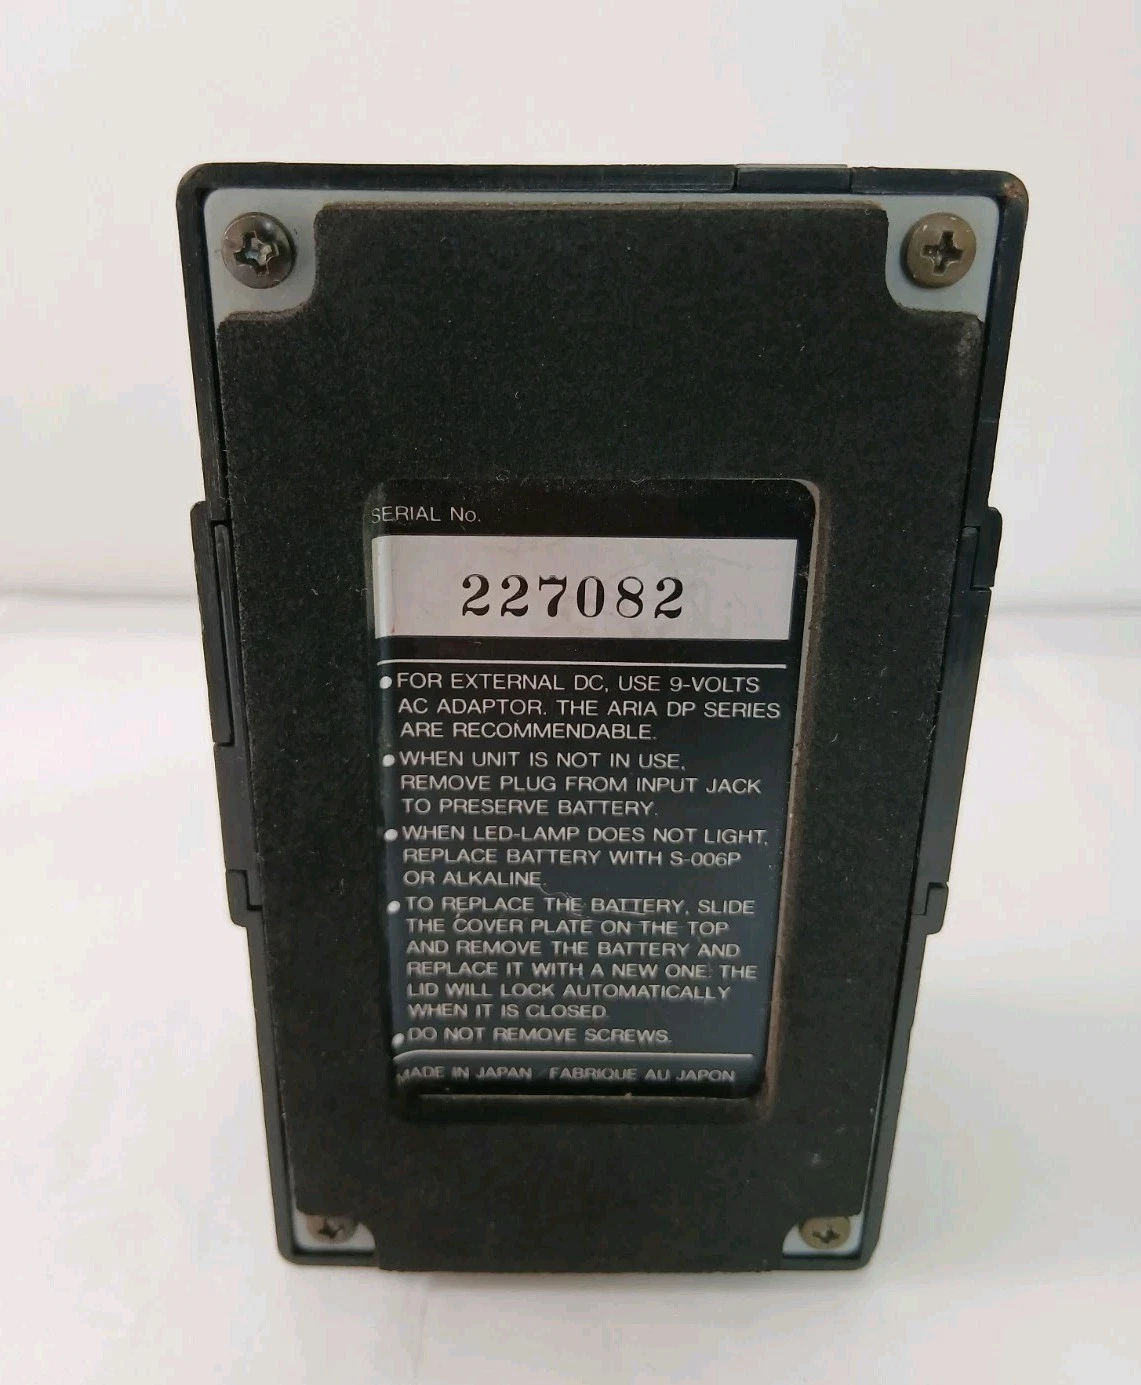 SERIAL No.
227082
●FOR EXTERNAL DC, USE 9-VOLTS
AC ADAPTOR. THE ARIA DP SERIES
ARE RECOMMENDABLE.
●WHEN UNIT IS NOT IN USE,
REMOVE PLUG FROM INPUT JACK
TO PRESERVE BATTERY.
●WHEN LED-LAMP DOES NOT LIGHT,
REPLACE BATTERY WITH S-006P
OR ALKALINE.
●TO REPLACE THE BATTERY, SLIDE
THE COVER PLATE ON THE TOP
AND REMOVE THE BATTERY AND
REPLACE IT WITH A NEW ONE: THE
LID WILL LOCK AUTOMATICALLY
WHEN IT IS CLOSED.
●DO NOT REMOVE SCREWS.
MADE IN JAPAN / FABRIQUE AU JAPON